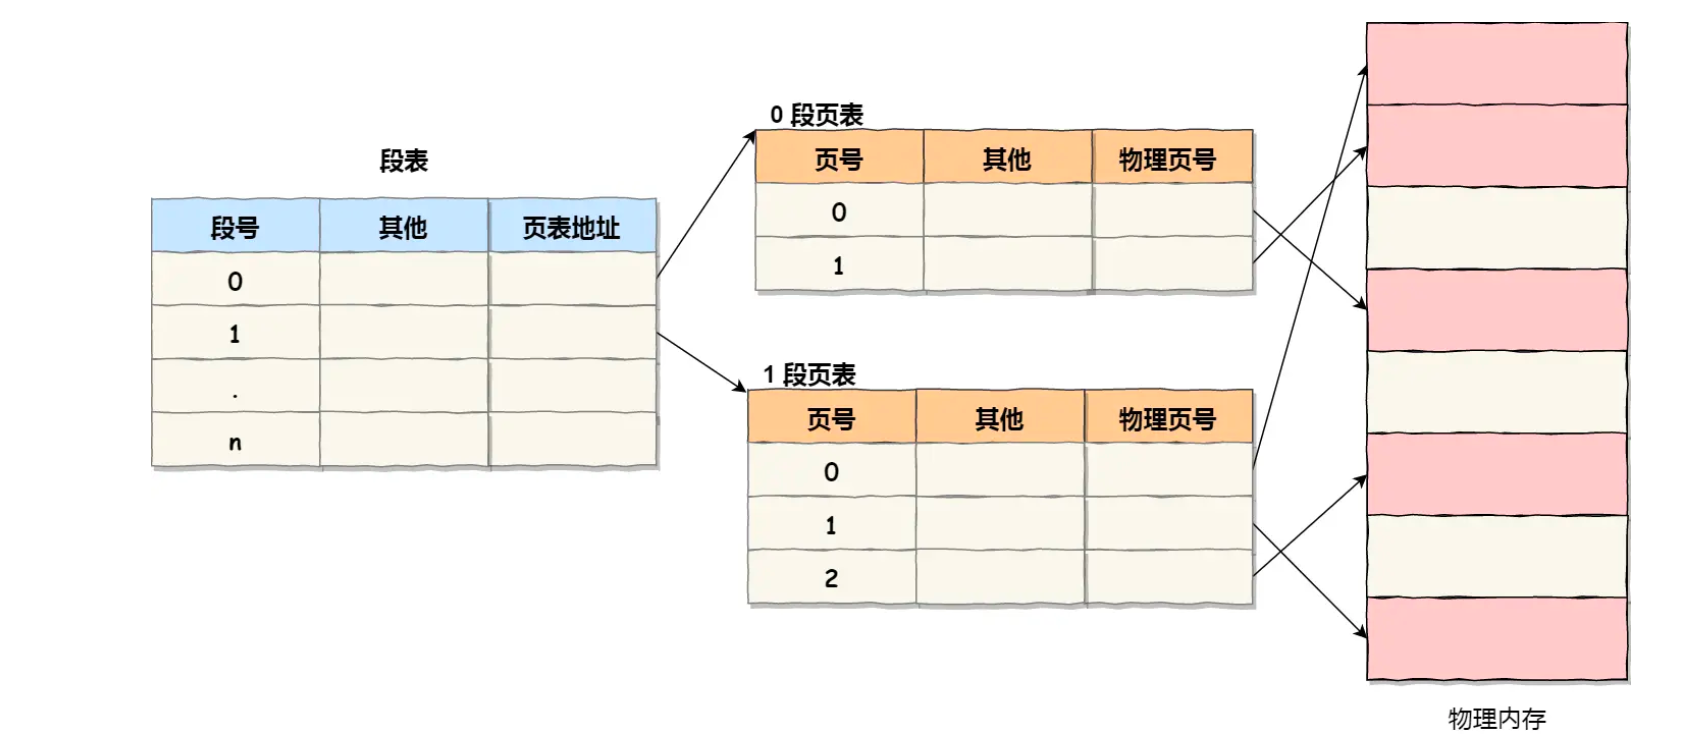 段表
段号 其他 页表地址
0
1
.
n
0 段页表
页号 其他 物理页号
0
1
1 段页表
页号 其他 物理页号
0
1
2
物理内存